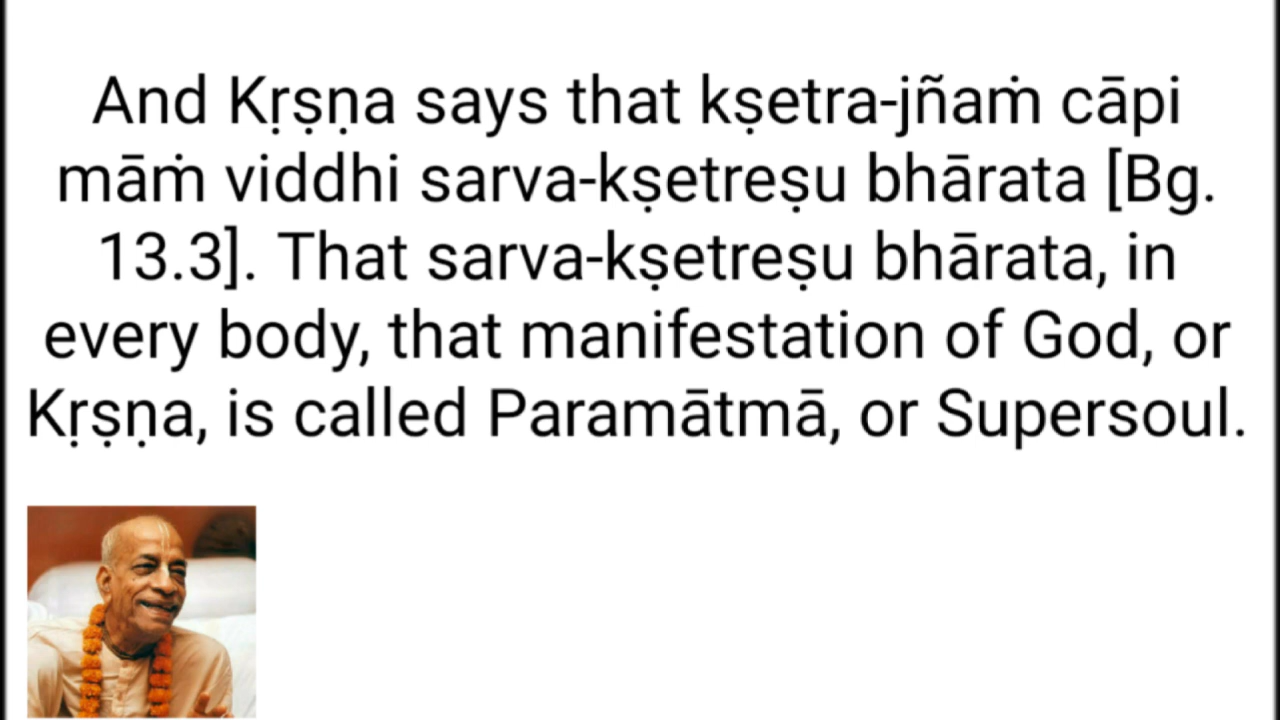 And Kṛṣṇa says that kṣetra-jñaṁ cāpi
māṁ viddhi sarva-kṣetreṣu bhārata [Bg.
13.3]. That sarva-kṣetreṣu bhārata, in
every body, that manifestation of God, or
Kṛṣṇa, is called Paramātmā, or Supersoul.